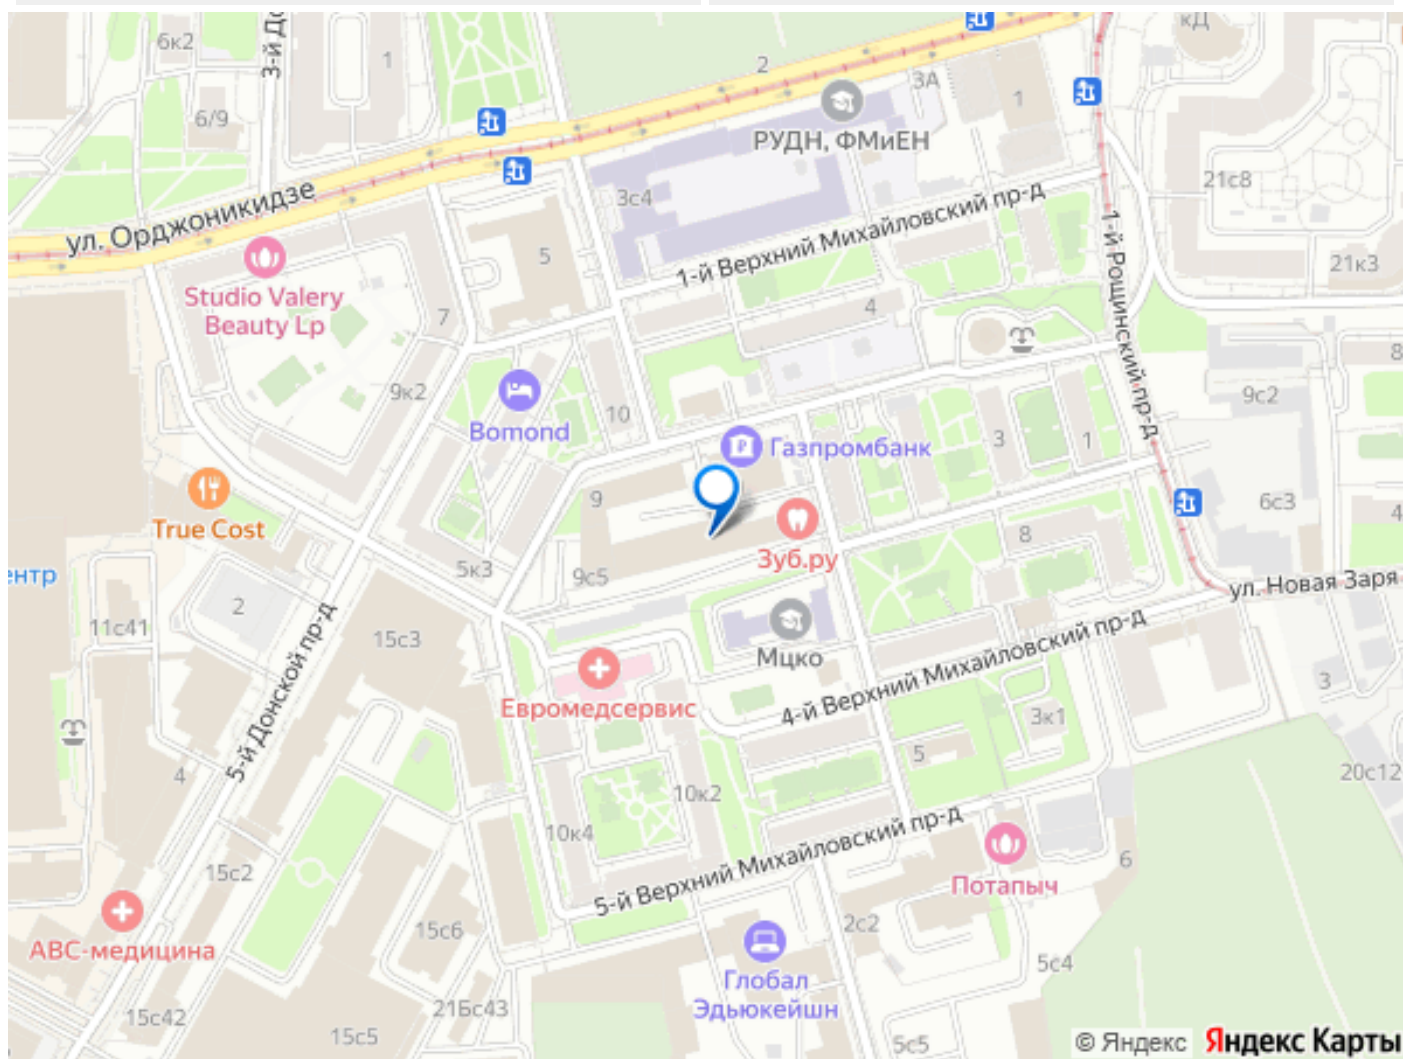 6к2
3-й До
1
2
3А
1
кД
6/9
РУДН, ФМиЕН
3с4
21с8
ул. Орджоникидзе
1-й Верхний Михайловский пр-д
1-й Рощинский пр-д
5
21к3
Studio Valery
Beauty Lp
7
4
9к2
8
9с2
10
3
1
Bomond
Газпромбанк
9
True Cost
6с3
4
8
Зуб.ру
5к3
9с5
ентр
2
ул. Новая Заря
11с41
15с3
5-й Донской пр-д
Мцко
4-й Верхний Михайловский пр-д
3
Евромедсервис
3к1
5
4
20с12
10к2
10к4
5-й Верхний Михайловский пр-д
6
15с2
Потапыч
АВС-медицина
15с6
2с2
5с4
Глобал
Эдьюкейшн
21Бс43
15с42
15с5
5с5
© Яндекс Яндекс Карты